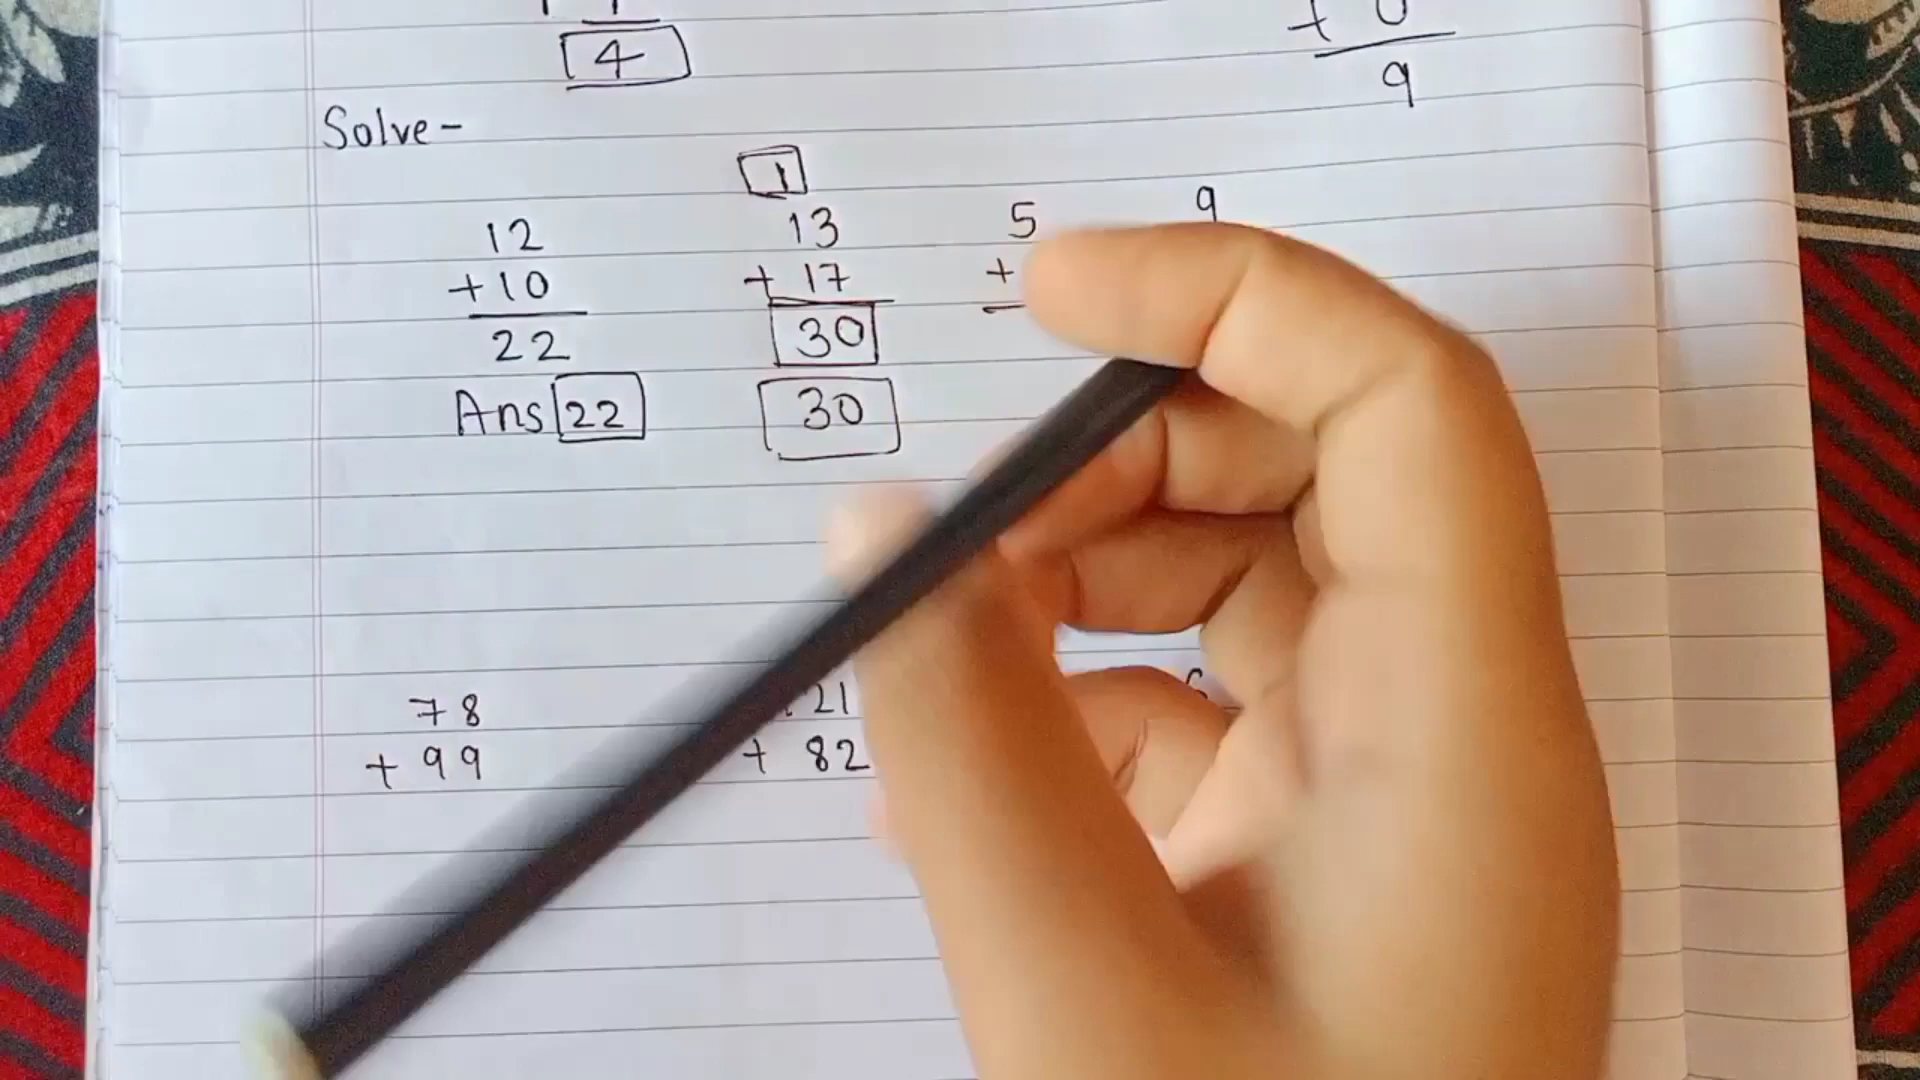 4
+
9
Solve-
1
12 13 5 9
+10 +17 +
22 30
Ans 22 30
78 21
+99 + 82